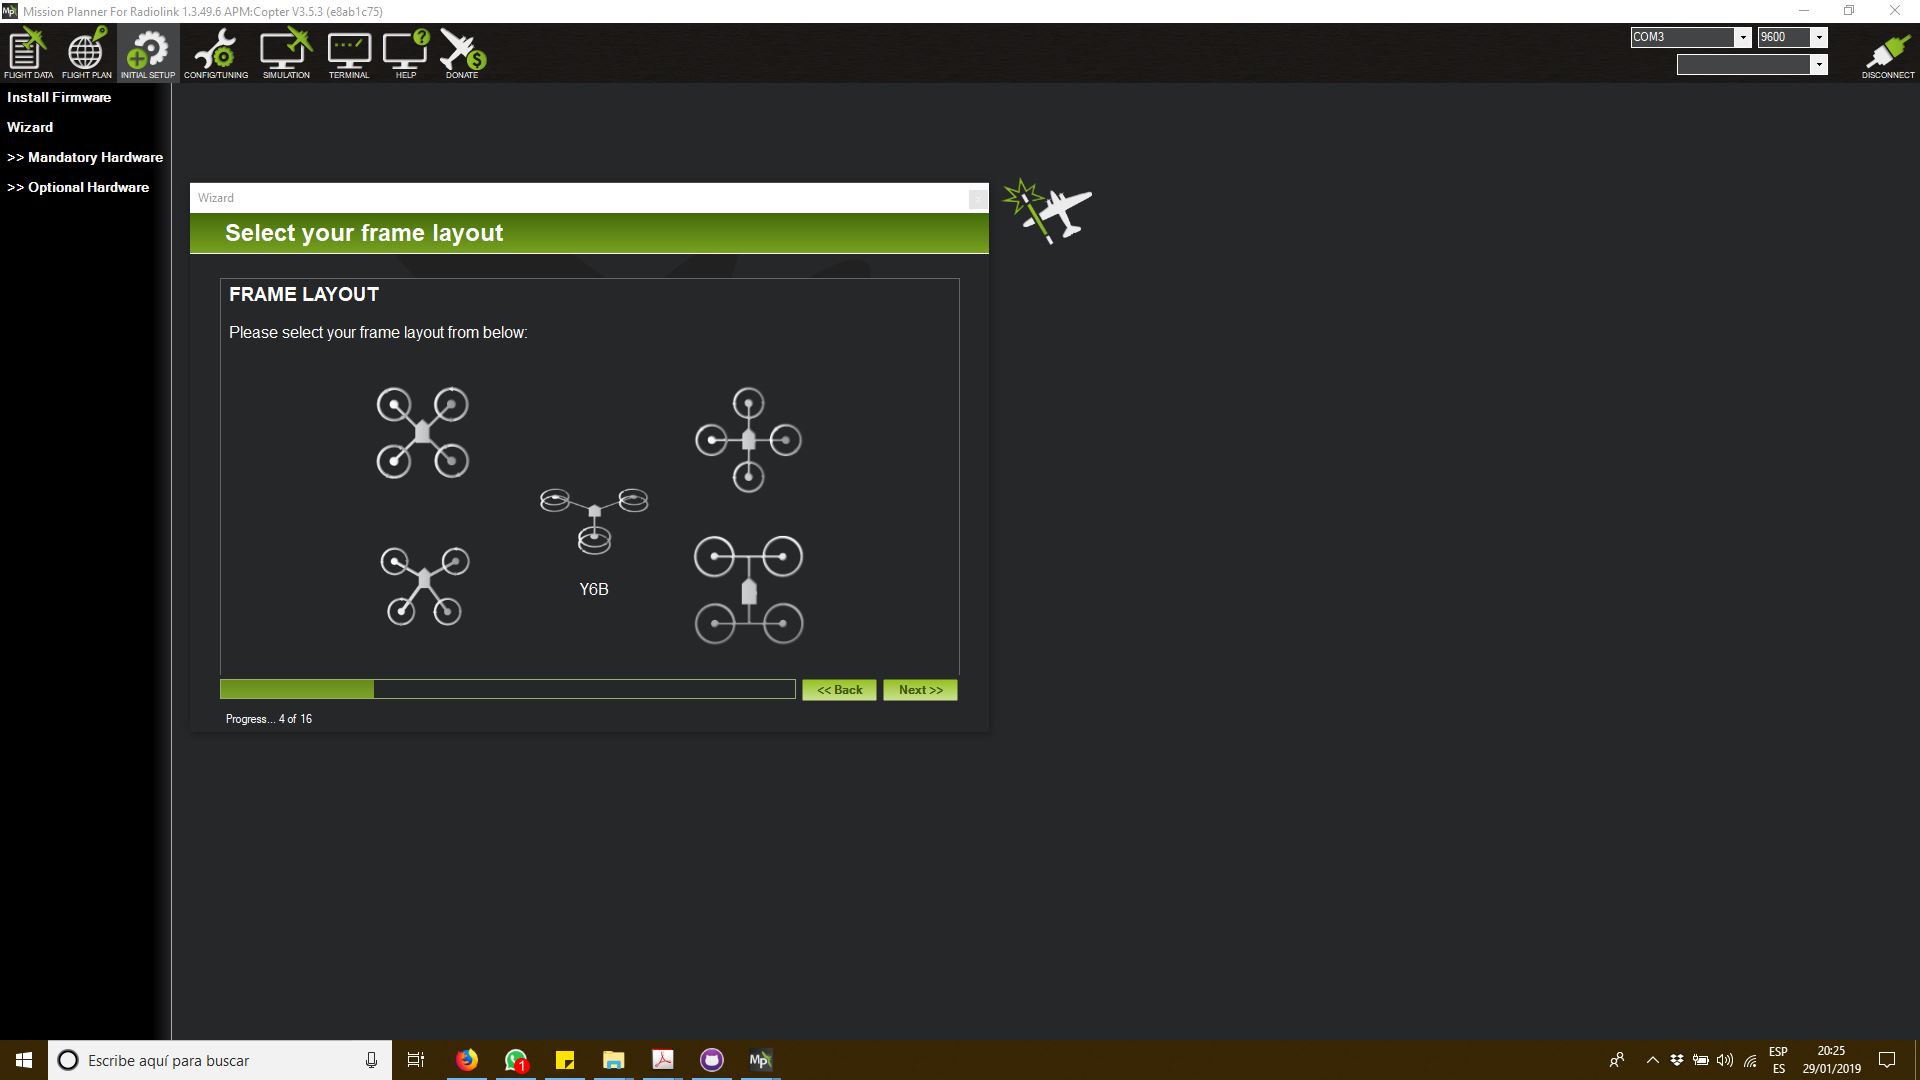 Mission Planner For Radiolink 1.3.49.6 APM:Copter V3.5.3 (e8ab1c75)
FLIGHT DATA
FLIGHT PLAN
INITIAL SETUP
CONFIG/TUNING
SIMULATION
TERMINAL
HELP
DONATE
COM3
9600
DISCONNECT
Install Firmware
Wizard
>> Mandatory Hardware
>> Optional Hardware
Wizard
Select your frame layout
FRAME LAYOUT
Please select your frame layout from below:
Y6B
<< Back
Next >>
Progress... 4 of 16
Escribe aquí para buscar
1
Mp
ESP
ES
20:25
29/01/2019